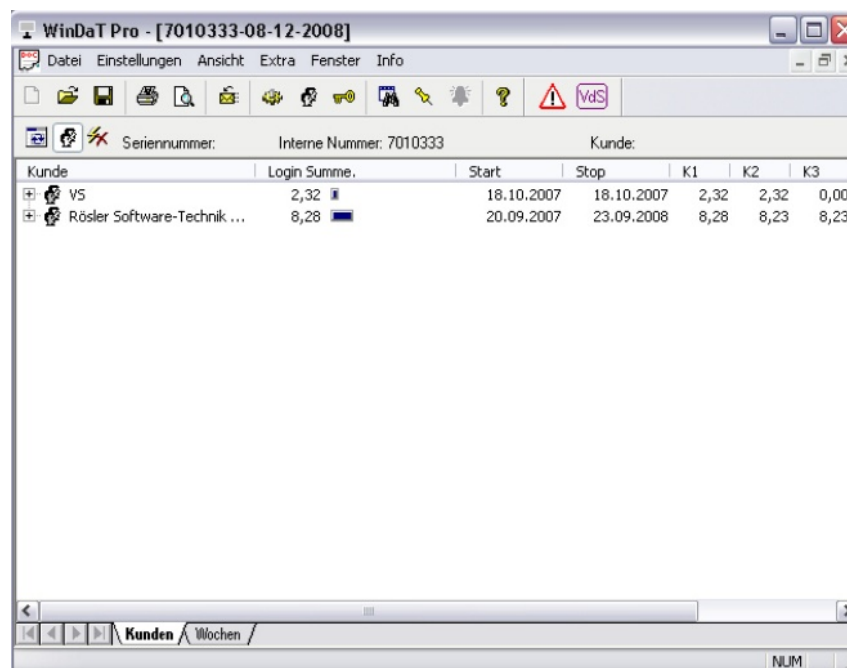 WinDaT Pro - [7010333-08-12-2008]
Datei Einstellungen Ansicht Extra Fenster Info
VdS
Seriennummer: Interne Nummer: 7010333 Kunde:
Kunde Login Summe. Start Stop K1 K2 K3
VS 2,32 18.10.2007 18.10.2007 2,32 2,32 0,00
Rösler Software-Technik ... 8,28 20.09.2007 23.09.2008 8,28 8,23 8,23
Kunden Wochen
NUM